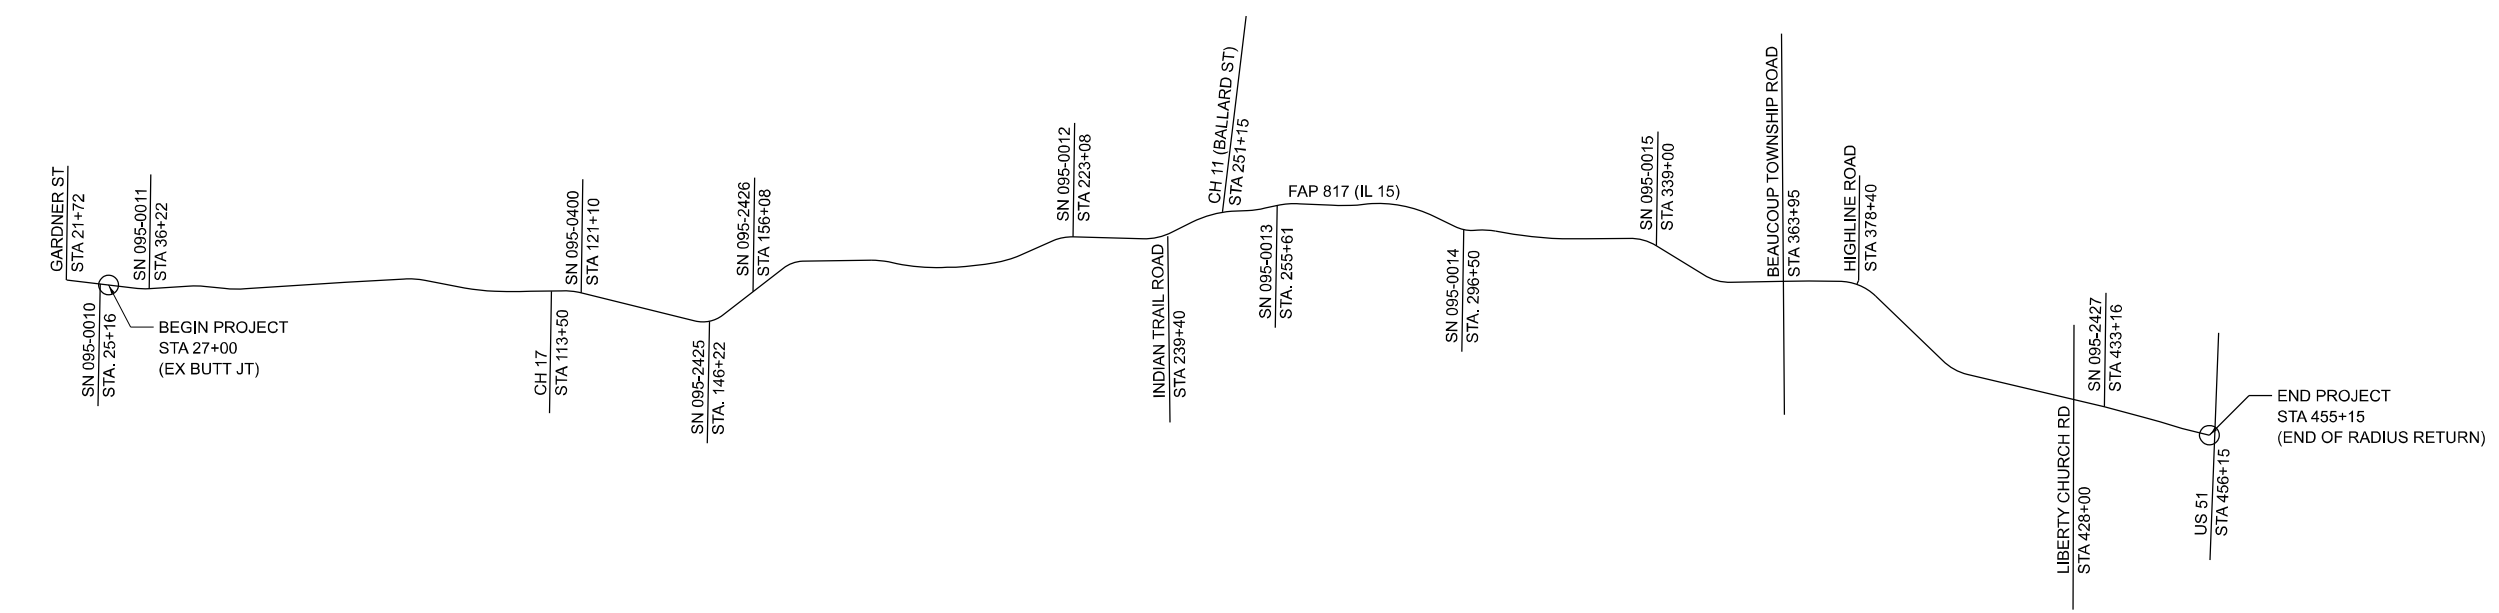 GARDNER ST
STA 21+72
SN 095-0010
STA. 25+16
BEGIN PROJECT
STA 27+00
(EX BUTT JT)
SN 095-0011
STA 36+22
CH 17
STA 113+50
SN 095-0400
STA 121+10
SN 095-2425
STA. 146+22
SN 095-2426
STA 156+08
SN 095-0012
STA 223+08
INDIAN TRAIL ROAD
STA 239+40
CH 11 (BALLARD ST)
STA 251+15
SN 095-0013
STA. 255+61
FAP 817 (IL 15)
SN 095-0014
STA. 296+50
SN 095-0015
STA 339+00
BEAUCOUP TOWNSHIP ROAD
STA 363+95
HIGHLINE ROAD
STA 378+40
LIBERTY CHURCH RD
STA 428+00
SN 095-2427
STA 433+16
US 51
STA 456+15
END PROJECT
STA 455+15
(END OF RADIUS RETURN)